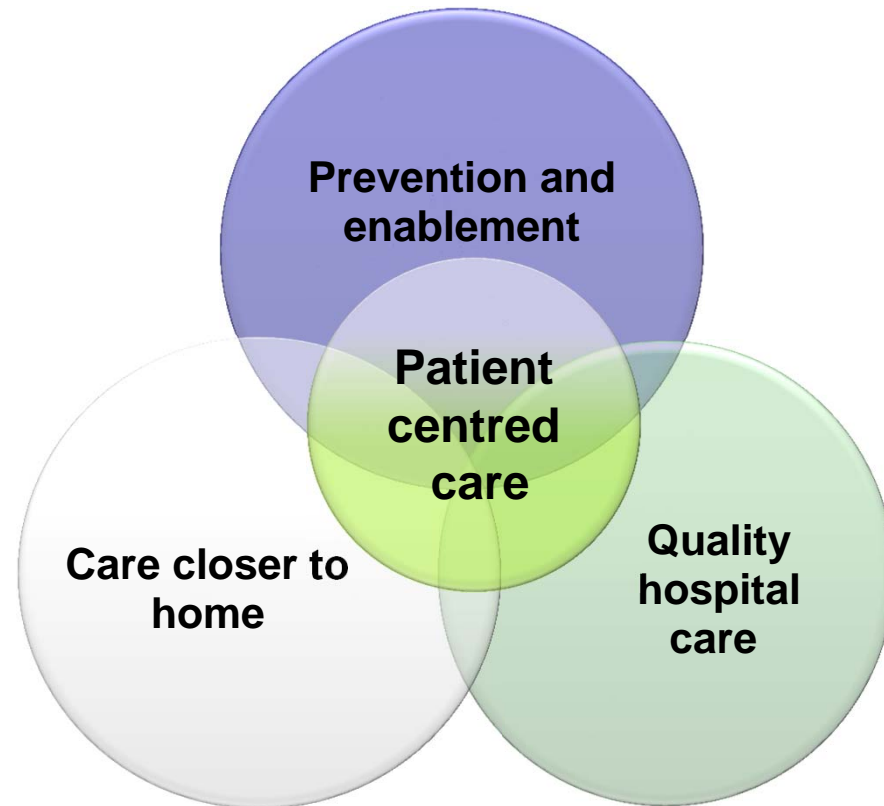 Prevention and
enablement
Patient
centred
care
Care closer to
home
Quality
hospital
care